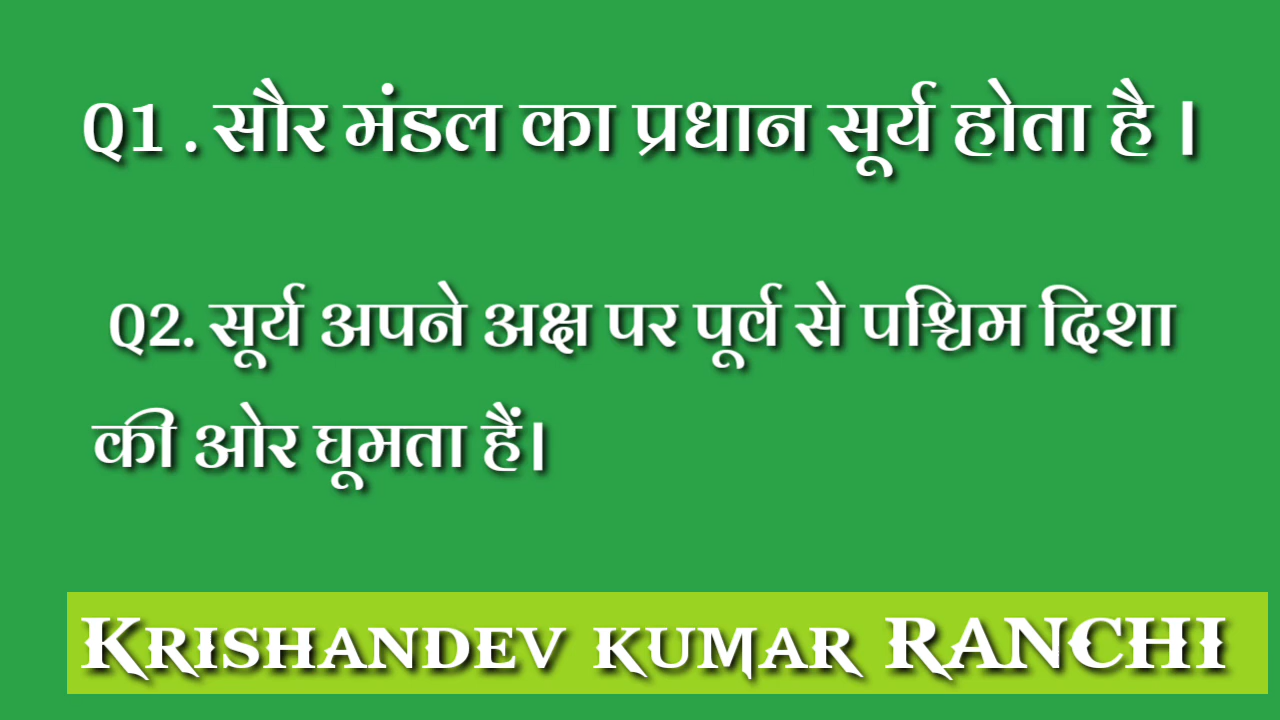 Q1 . सौर मंडल का प्रधान सूर्य होता है ।
Q2. सूर्य अपने अक्ष पर पूर्व से पश्चिम दिशा
की ओर घूमता हैं।
Krishandev kumar RANCHI